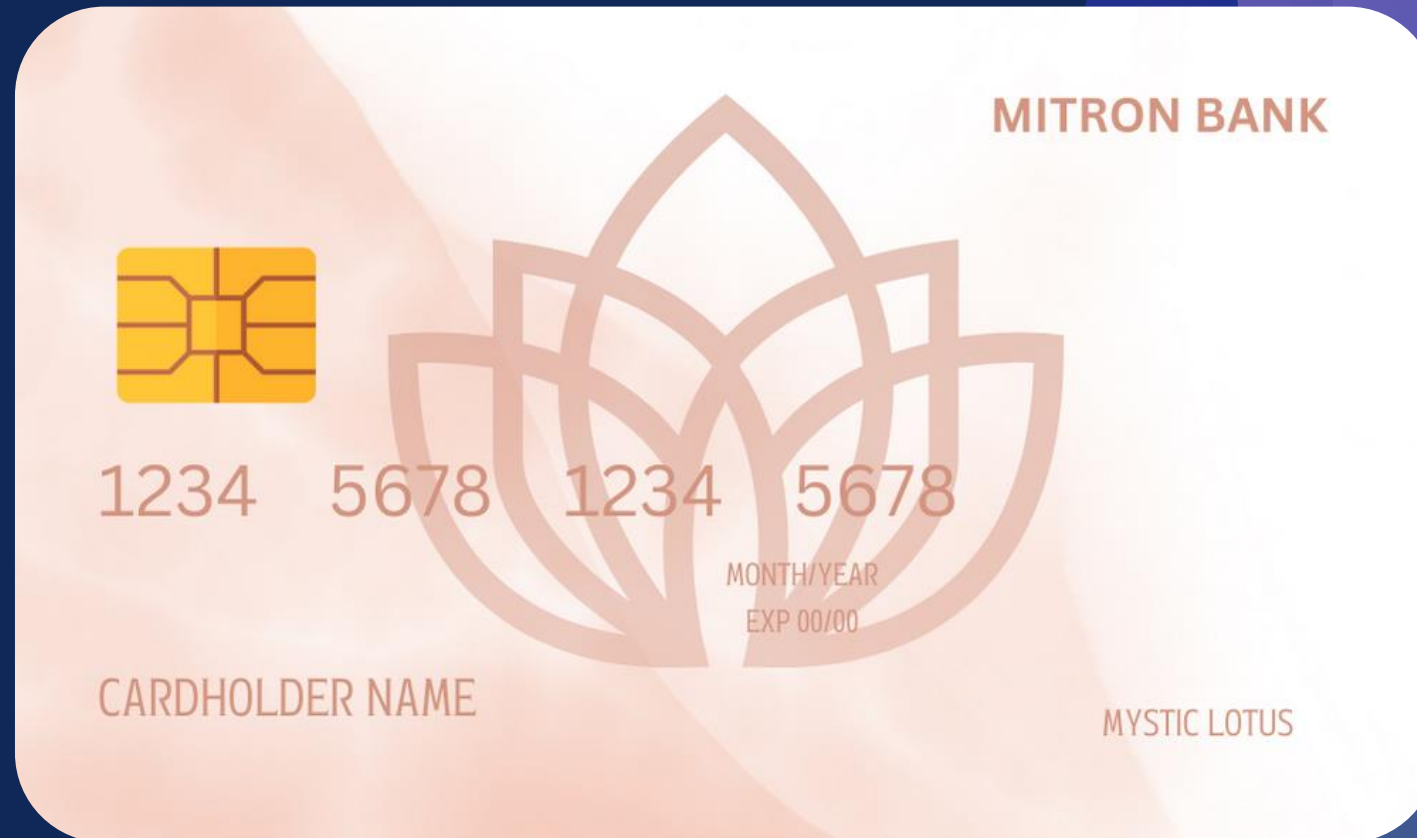 MITRON BANK
1234 5678 1234 5678
MONTH/YEAR
EXP 00/00
CARDHOLDER NAME
MYSTIC LOTUS